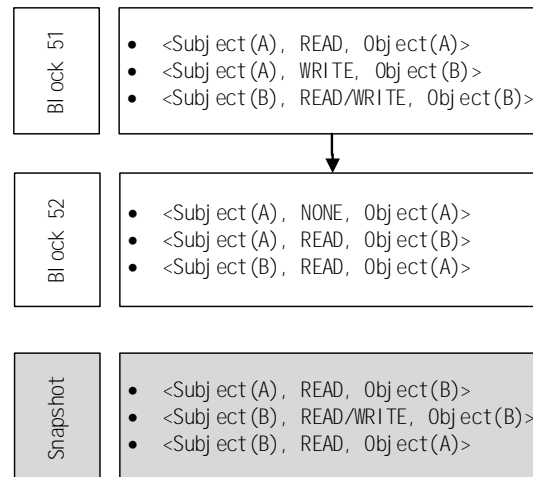 Block 51
• <Subject(A), READ, Object(A)>
• <Subject(A), WRITE, Object(B)>
• <Subject(B), READ/WRITE, Object(B)>
Block 52
• <Subject(A), NONE, Object(A)>
• <Subject(A), READ, Object(B)>
• <Subject(B), READ, Object(A)>
Snapshot
• <Subject(A), READ, Object(B)>
• <Subject(B), READ/WRITE, Object(B)>
• <Subject(B), READ, Object(A)>